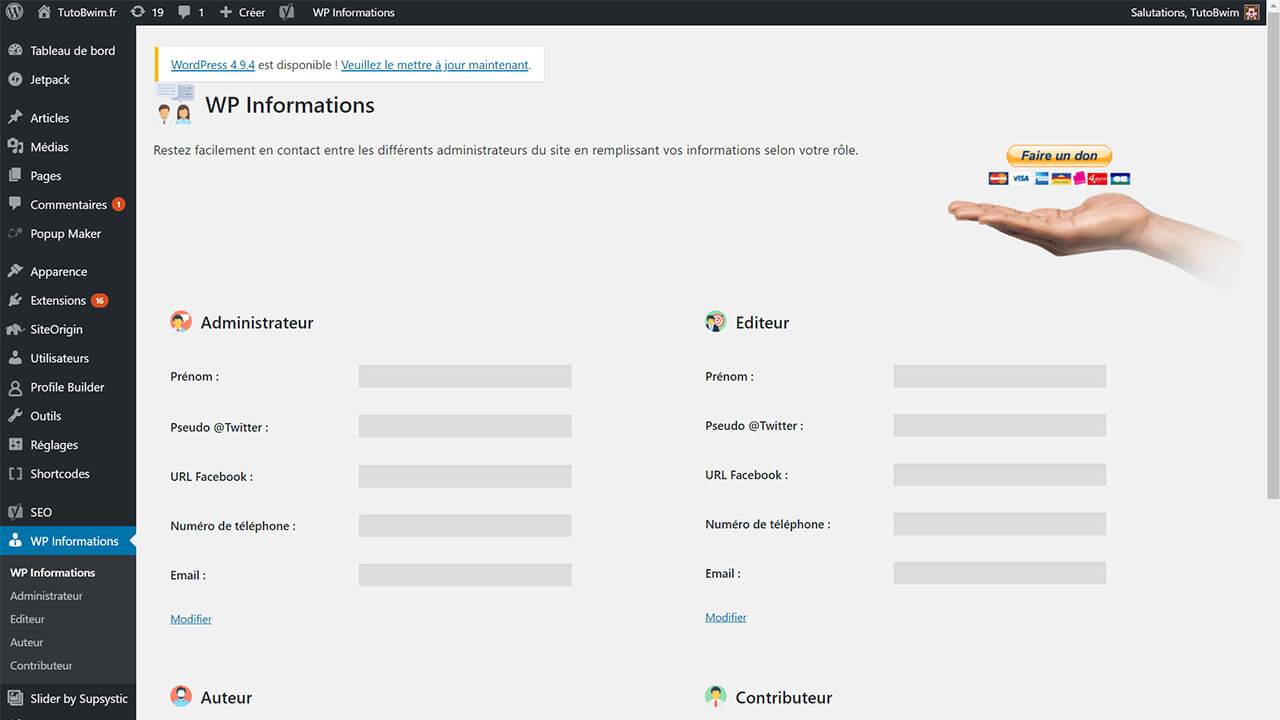 TutoBwim.fr 19 1 Créer WP Informations Salutations, TutoBwim
Tableau de bord
Jetpack
Articles
Médias
Pages
Commentaires 1
Popup Maker
Apparence
Extensions 16
SiteOrigin
Utilisateurs
Profile Builder
Outils
Réglages
Shortcodes
SEO
WP Informations
WP Informations
Administrateur
Editeur
Auteur
Contributeur
Slider by Supsystic
WordPress 4.9.4 est disponible ! Veuillez le mettre à jour maintenant.
WP Informations
Restez facilement en contact entre les différents administrateurs du site en remplissant vos informations selon votre rôle.
Faire un don
VISA
Administrateur
Prénom :
Pseudo @Twitter :
URL Facebook :
Numéro de téléphone :
Email :
Modifier
Editeur
Prénom :
Pseudo @Twitter :
URL Facebook :
Numéro de téléphone :
Email :
Modifier
Auteur
Contributeur